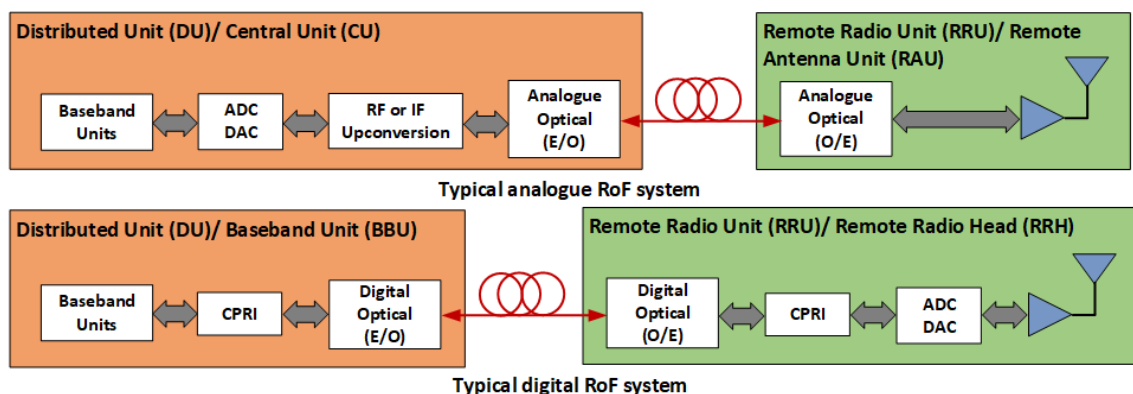 Distributed Unit (DU)/ Central Unit (CU)
Remote Radio Unit (RRU)/ Remote
Antenna Unit (RAU)
Baseband
Units
ADC
DAC
RF or IF
Upconversion
Analogue
Optical
(E/O)
Analogue
Optical
(O/E)
Typical analogue RoF system
Distributed Unit (DU)/ Baseband Unit (BBU)
Remote Radio Unit (RRU)/ Remote Radio Head (RRH)
Baseband
Units
CPRI
Digital
Optical
(E/O)
Digital
Optical
(O/E)
CPRI
ADC
DAC
Typical digital RoF system